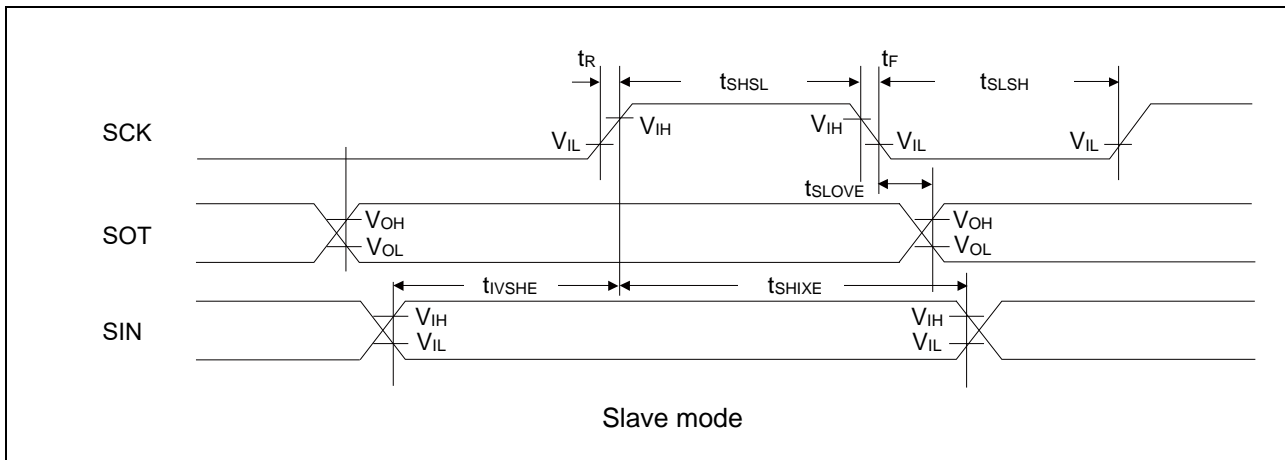 tR tF
tSHSL tSLSH
SCK VIL VIH VIH VIL VIL
tSLOVE
SOT VOH VOH
VOL VOL
tIVSHE tSHIXE
SIN VIH VIH
VIL VIL
Slave mode